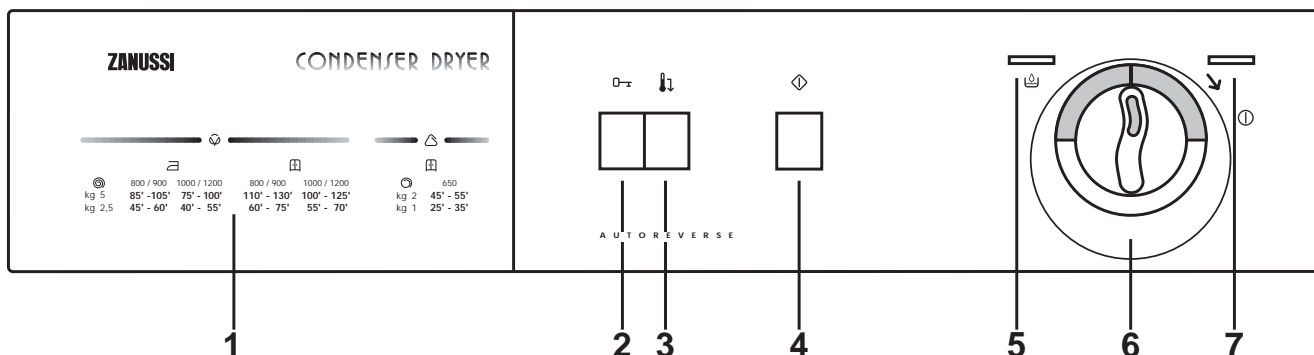 ZANUSSI CONDENSER DRYER
800 / 900 1000 / 1200 800 / 900 1000 / 1200 650
kg 5 85' -105' 75' - 100' 110' - 130' 100' - 125' kg 2 45' - 55'
kg 2,5 45' - 60' 40' - 55' 60' - 75' 55' - 70' kg 1 25' - 35'
AUTOREVERSE
1 2 3 4 5 6 7